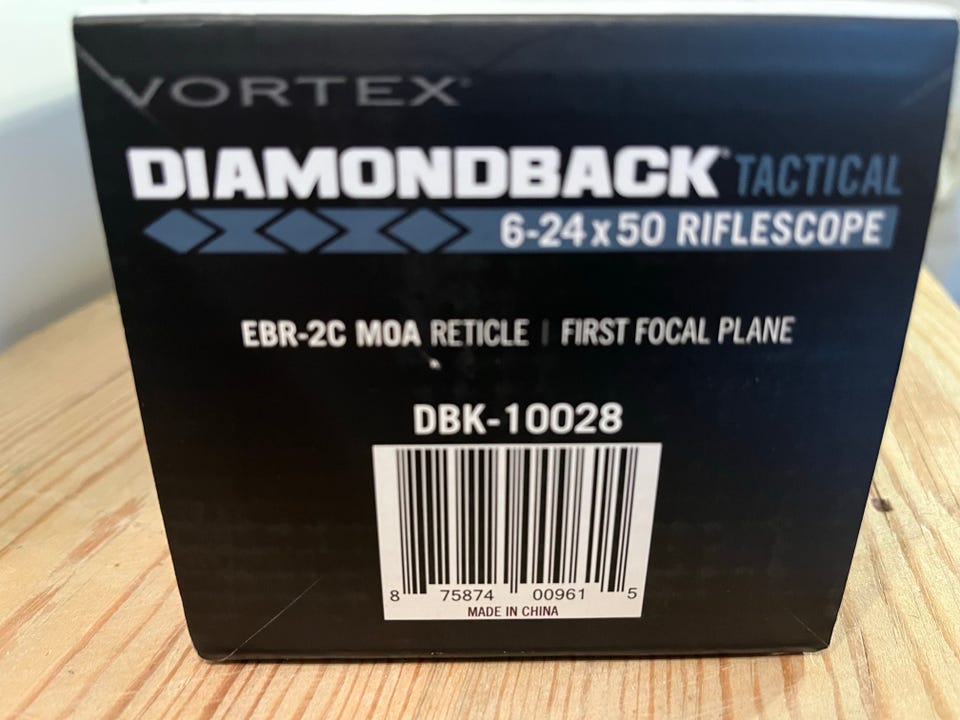 VORTEX®
DIAMONDBACK® TACTICAL
6-24x50 RIFLESCOPE
EBR-2C MOA RETICLE | FIRST FOCAL PLANE
DBK-10028
8 75874 00961 5
MADE IN CHINA